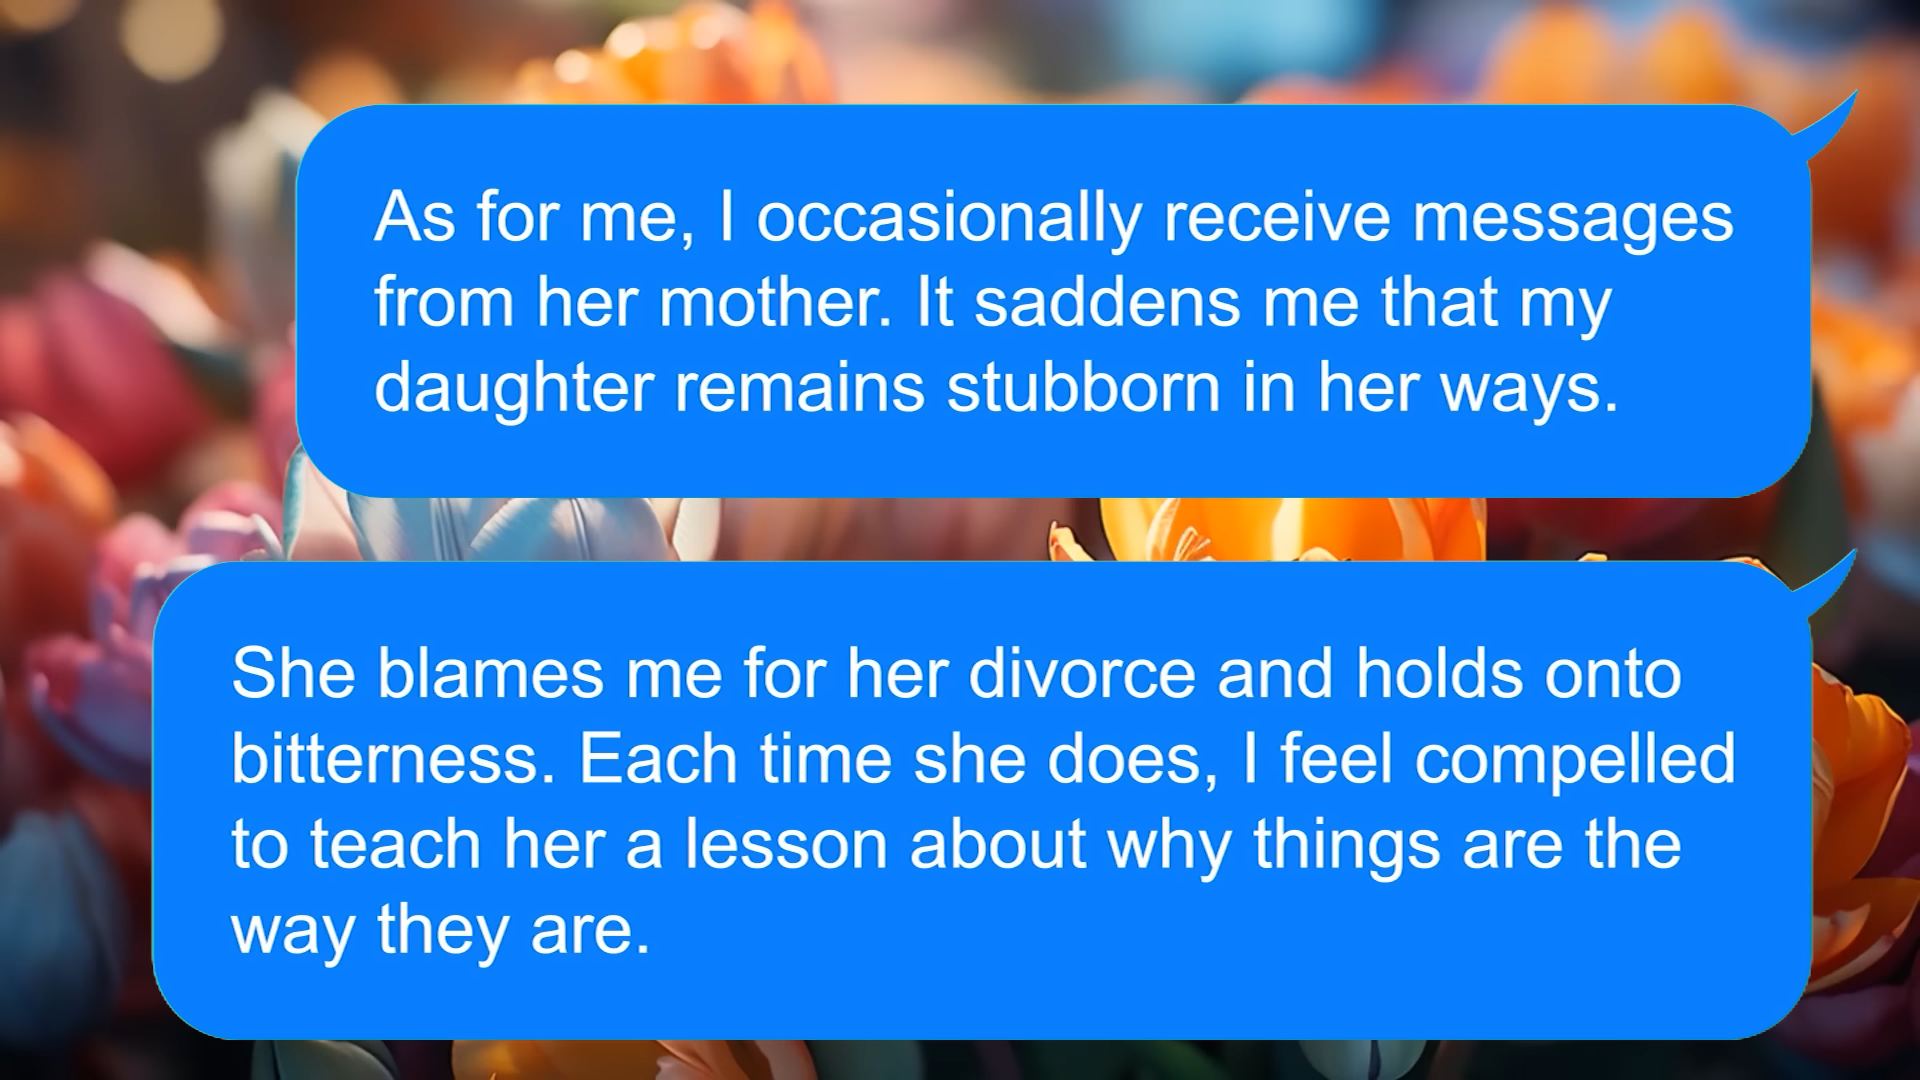 As for me, I occasionally receive messages
from her mother. It saddens me that my
daughter remains stubborn in her ways.
She blames me for her divorce and holds onto
bitterness. Each time she does, I feel compelled
to teach her a lesson about why things are the
way they are.